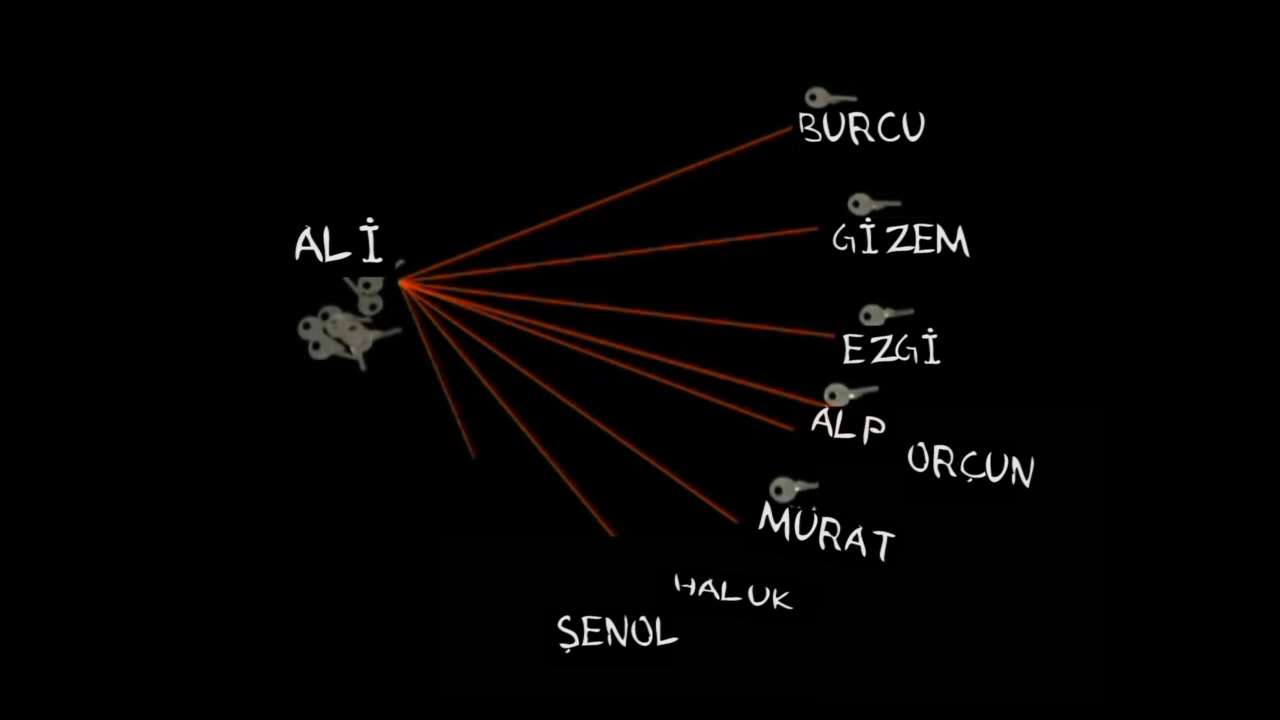 BURCU
ALİ
GİZEM
EZGİ
ALP
ORÇUN
MURAT
HALUK
ŞENOL